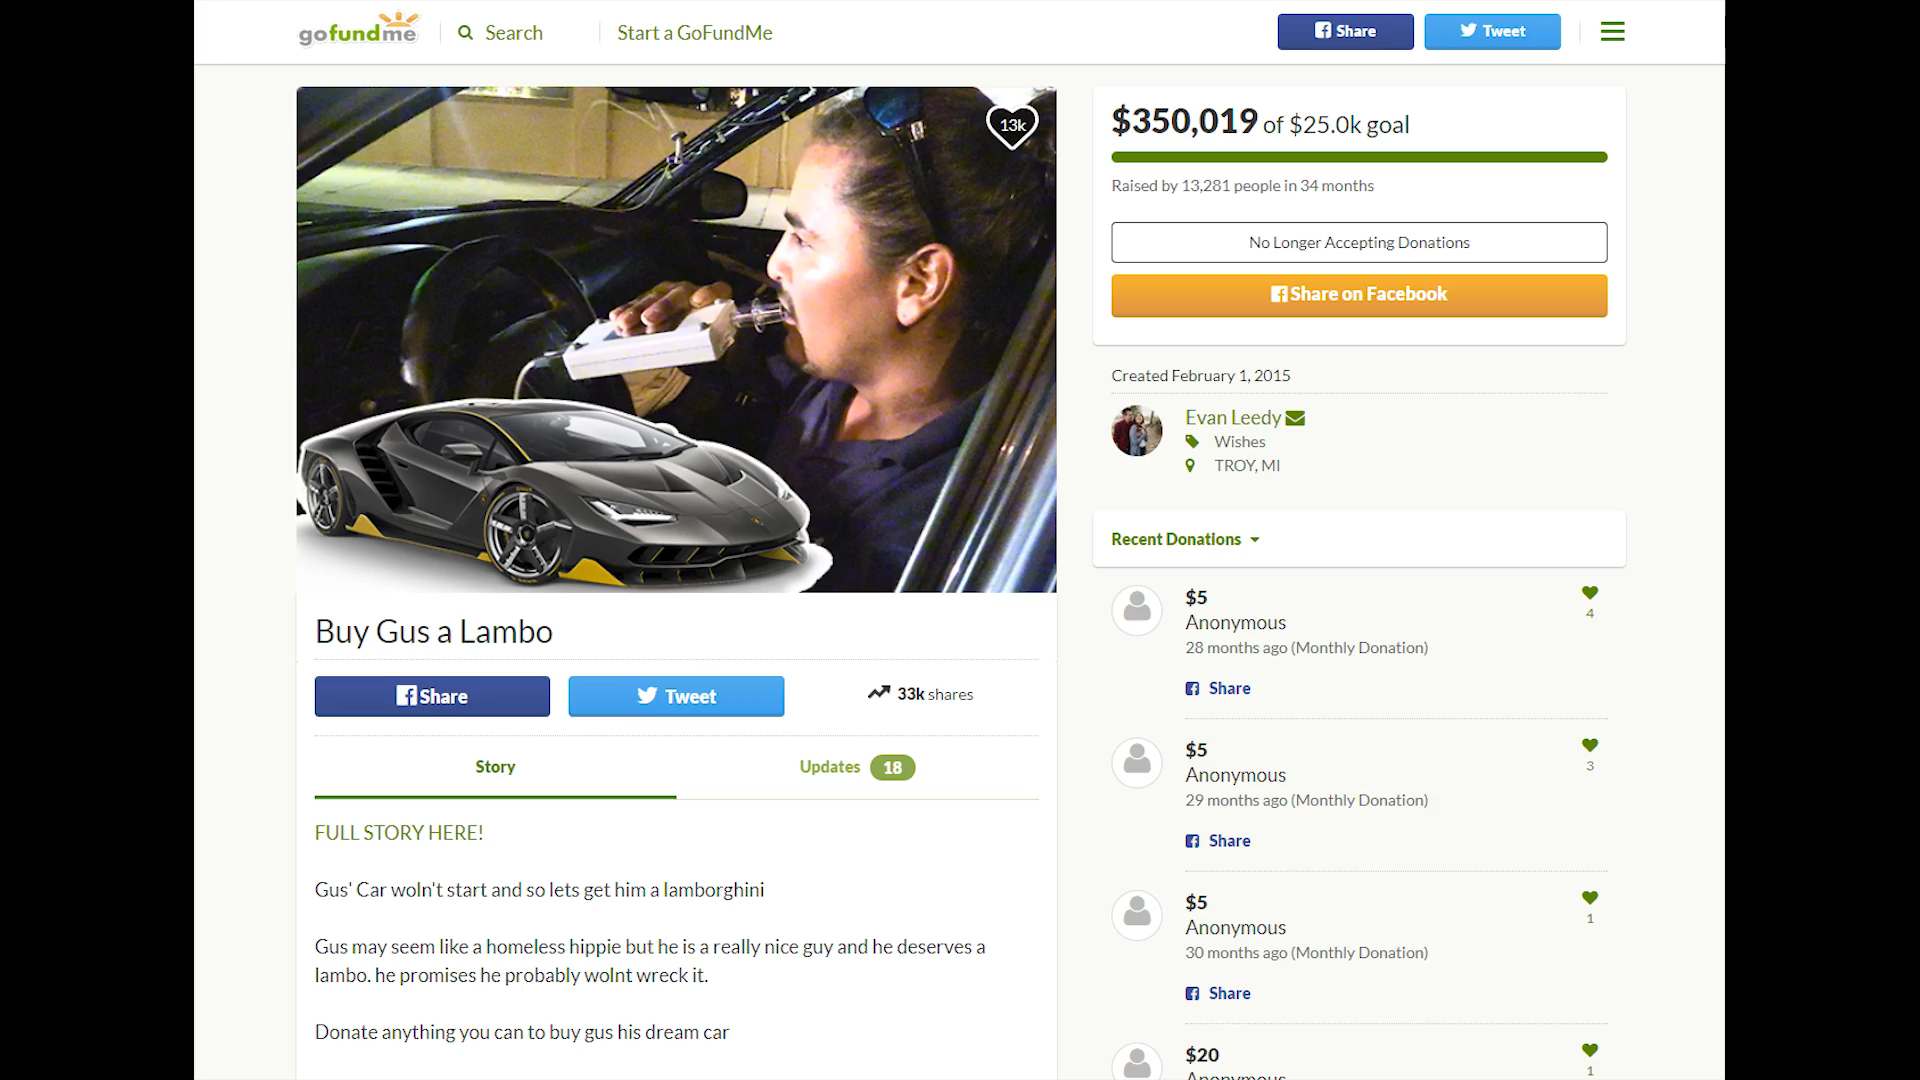 gofundme
Search
Start a GoFundMe
Share
Tweet
13k
$350,019 of $25.0k goal
Raised by 13,281 people in 34 months
No Longer Accepting Donations
Share on Facebook
Created February 1, 2015
Evan Leedy
Wishes
TROY, MI
Buy Gus a Lambo
Share
Tweet
33k shares
Story
Updates 18
FULL STORY HERE!
Gus' Car woln't start and so lets get him a lamborghini
Gus may seem like a homeless hippie but he is a really nice guy and he deserves a
lambo. he promises he probably wolnt wreck it.
Donate anything you can to buy gus his dream car
Recent Donations
$5
4
Anonymous
28 months ago (Monthly Donation)
Share
$5
3
Anonymous
29 months ago (Monthly Donation)
Share
$5
1
Anonymous
30 months ago (Monthly Donation)
Share
$20
1
Anonymous